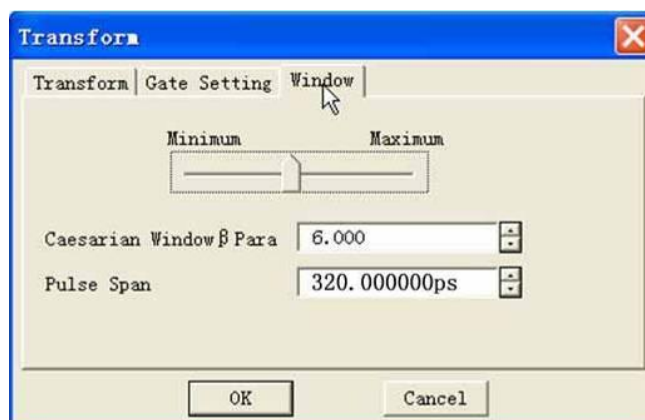 Transform
Transform Gate Setting Window
Minimum Maximum
Caesarian Window β Para 6.000
Pulse Span 320.000000ps
OK Cancel